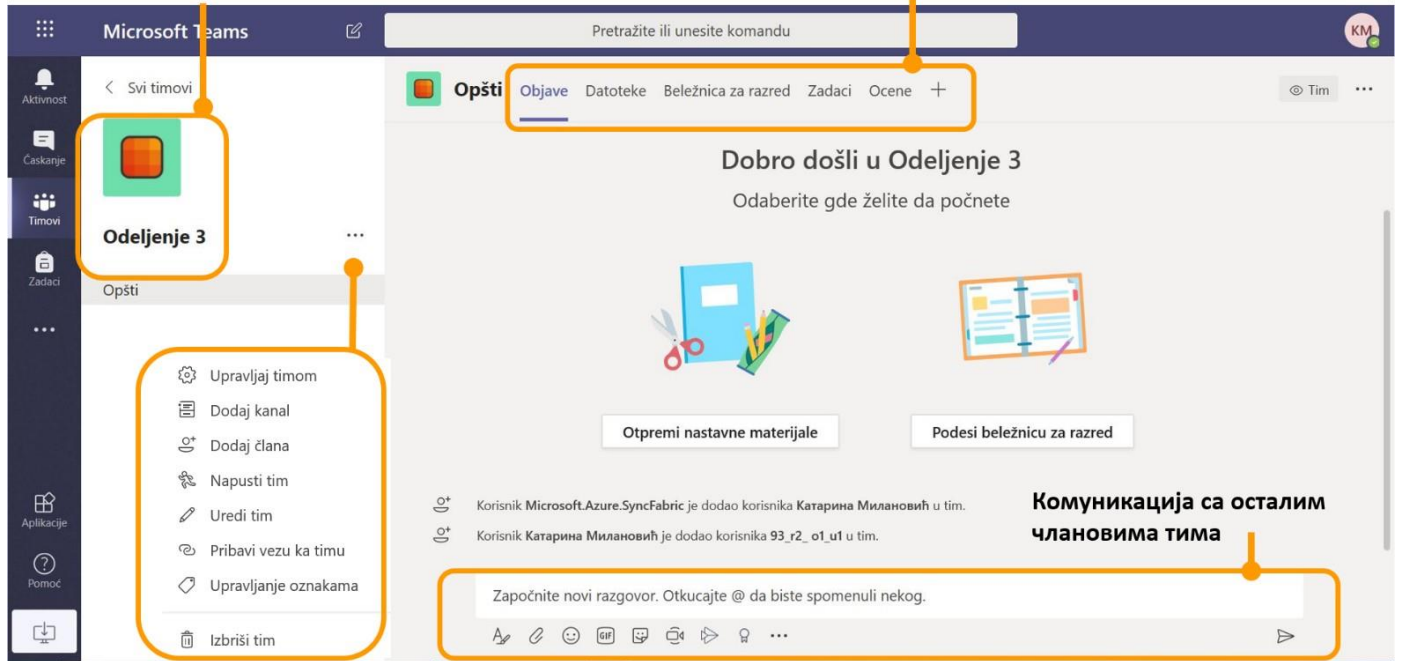 Microsoft Teams
Pretražite ili unesite komandu
KM
Aktivnost
Ćaskanje
Timovi
Zadaci
Aplikacije
Pomoć
Svi timovi
Odeljenje 3
Opšti
Upravljaj timom
Dodaj kanal
Dodaj člana
Napusti tim
Uredi tim
Pribavi vezu ka timu
Upravljanje oznakama
Izbriši tim
Opšti Objave Datoteke Beležnica za razred Zadaci Ocene
Tim
Dobro došli u Odeljenje 3
Odaberite gde želite da počnete
Otpremi nastavne materijale
Podesi beležnicu za razred
Korisnik Microsoft.Azure.SyncFabric je dodao korisnika Катарина Милановић u tim.
Korisnik Катарина Милановић je dodao korisnika 93_r2_ o1_u1 u tim.
Комуникација са осталим
члановима тима
Započnite novi razgovor. Otkucajte @ da biste spomenuli nekog.
GIF